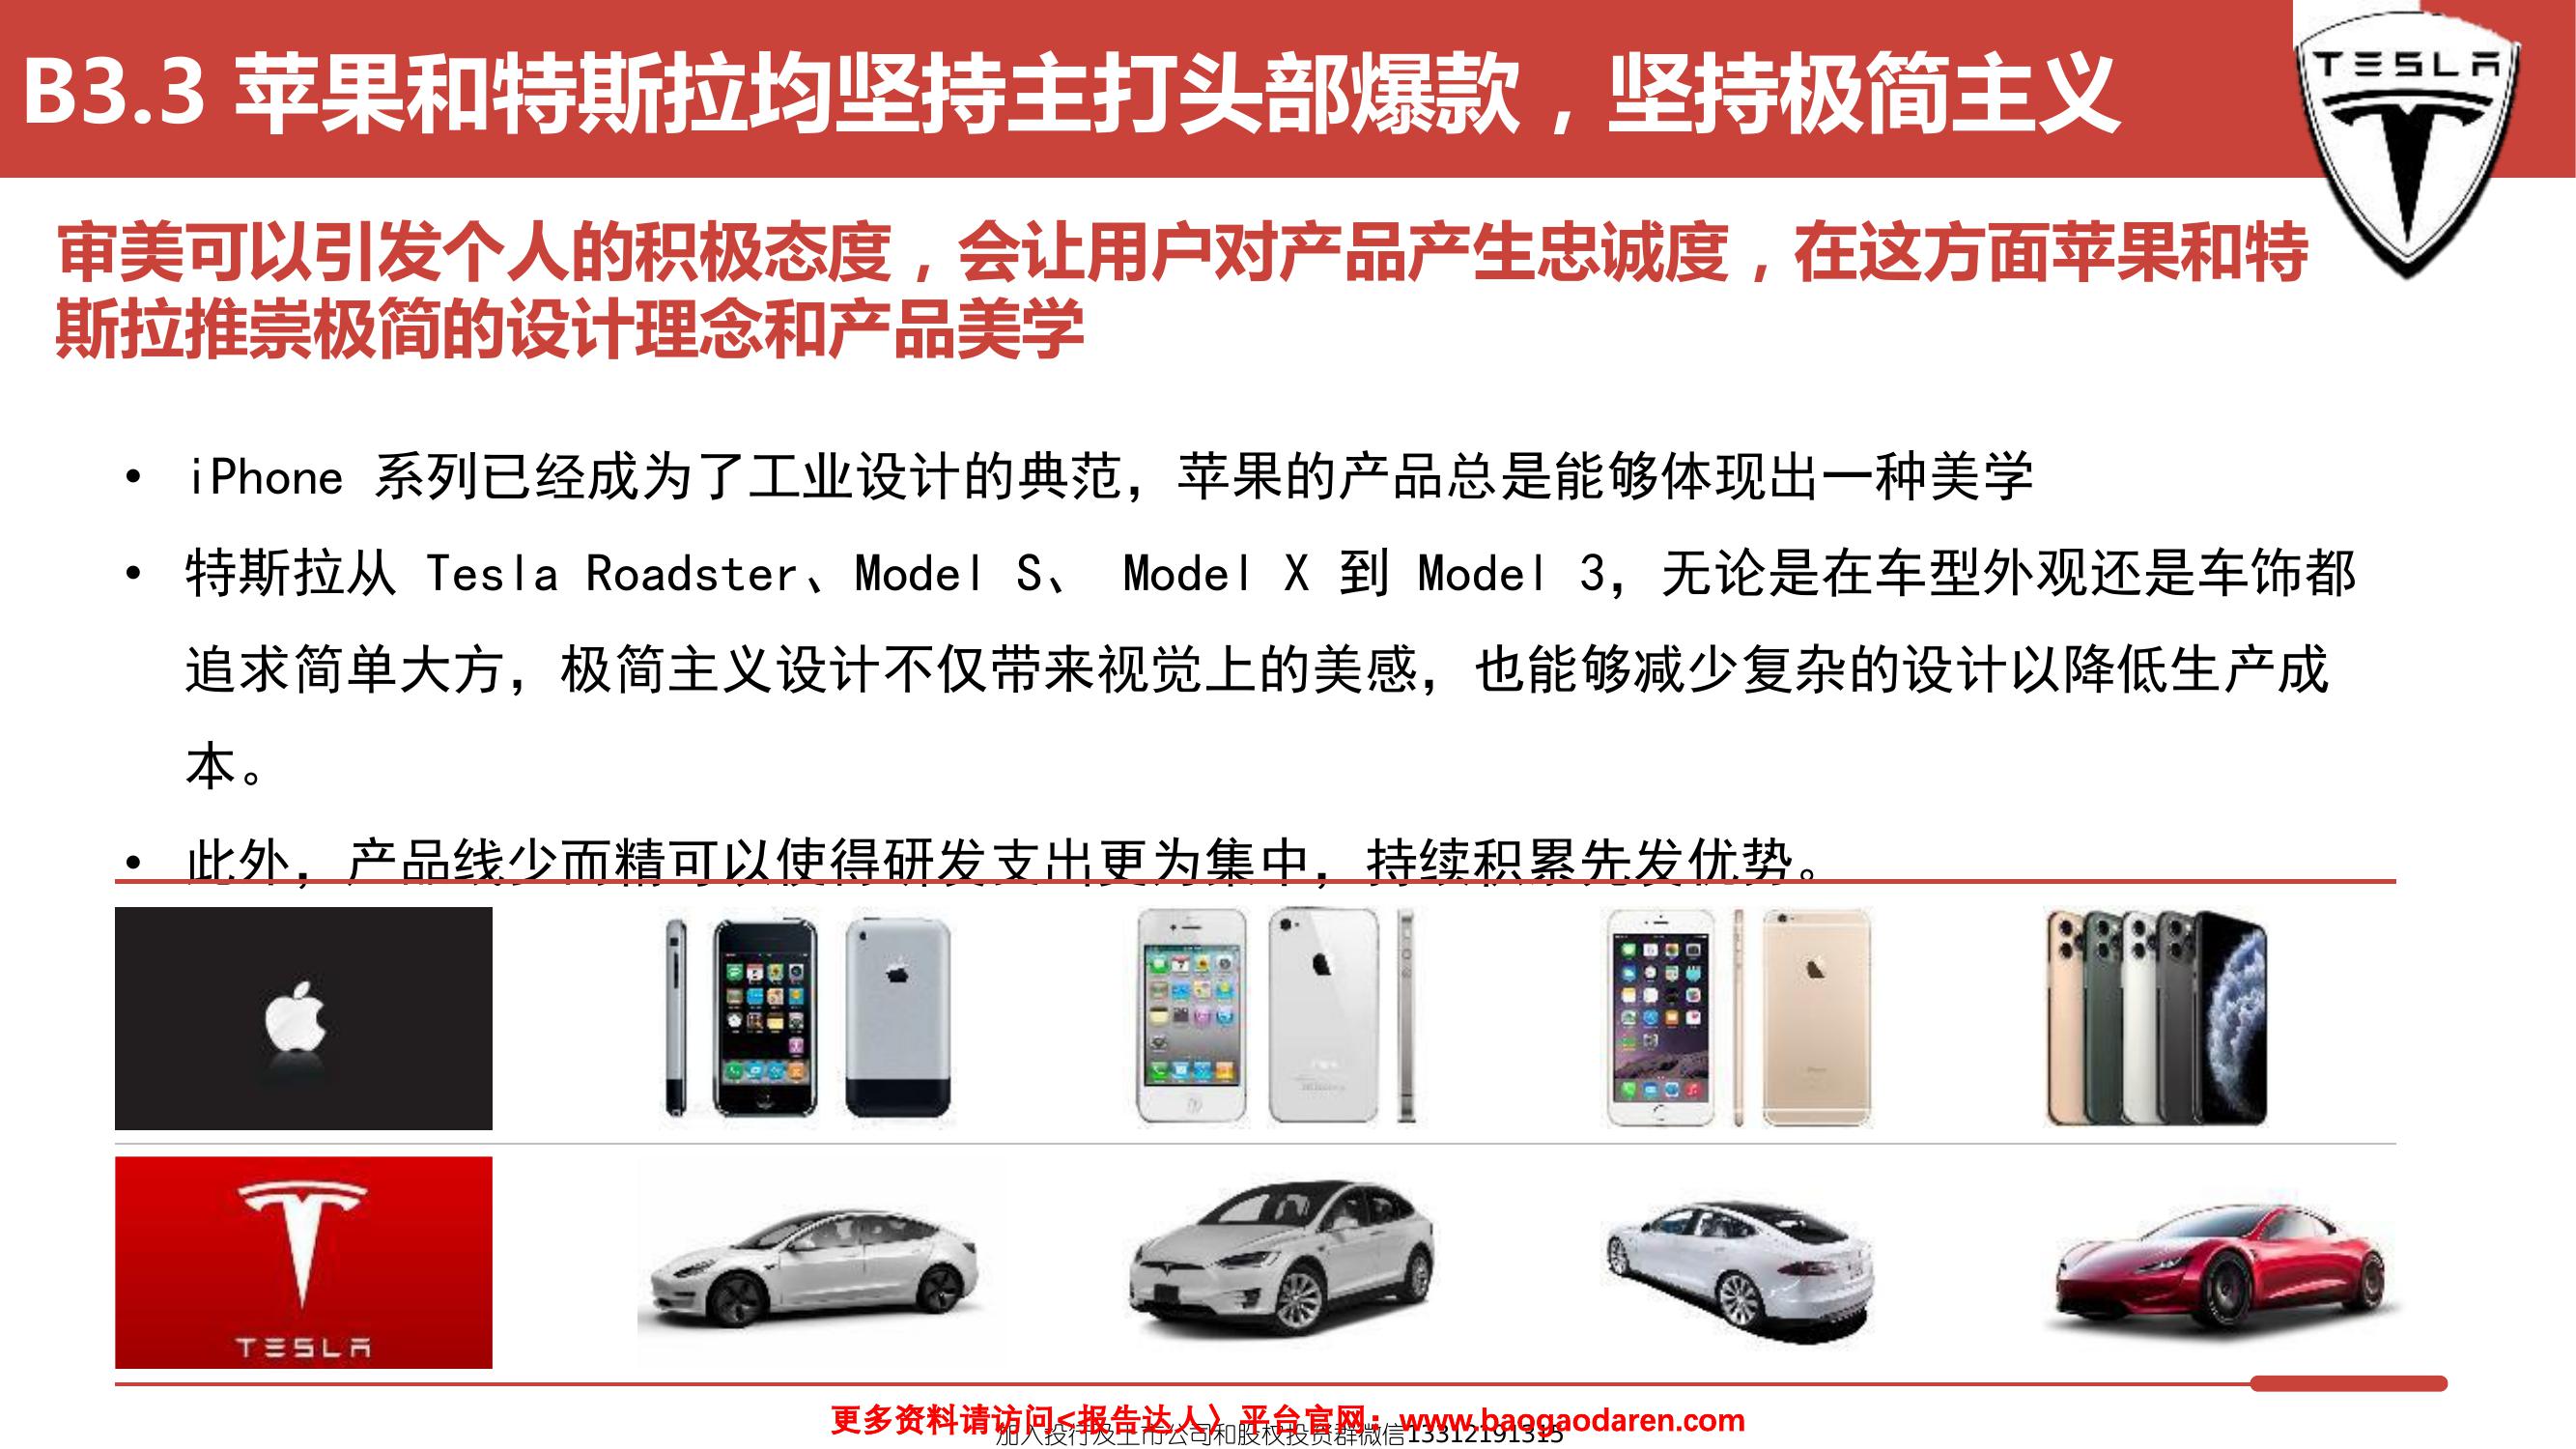 B3.3 苹果和特斯拉均坚持主打头部爆款，坚持极简主义
TESLA
审美可以引发个人的积极态度，会让用户对产品产生忠诚度，在这方面苹果和特
斯拉推崇极简的设计理念和产品美学
• iPhone 系列已经成为了工业设计的典范，苹果的产品总是能够体现出一种美学
• 特斯拉从 Tesla Roadster、Model S、 Model X 到 Model 3，无论是在车型外观还是车饰都
追求简单大方，极简主义设计不仅带来视觉上的美感，也能够减少复杂的设计以降低生产成
本。
• 此外，产品线少而精可以使得研发支出更为集中，持续积累先发优势。
TESLA
更多资料请访问<报告达人〉平台官网：www.baogaodaren.com
加入投行及上市公司和股权投资群微信13312191315